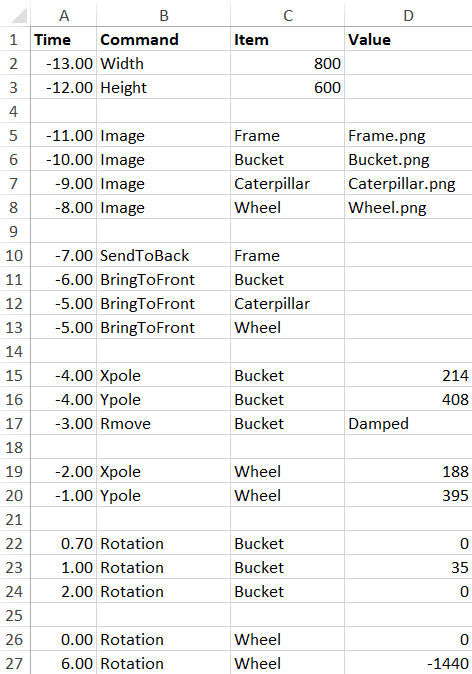 A B C D
1 Time Command Item Value
2 -13.00 Width 800
3 -12.00 Height 600
4
5 -11.00 Image Frame Frame.png
6 -10.00 Image Bucket Bucket.png
7 -9.00 Image Caterpillar Caterpillar.png
8 -8.00 Image Wheel Wheel.png
9
10 -7.00 SendToBack Frame
11 -6.00 BringToFront Bucket
12 -5.00 BringToFront Caterpillar
13 -5.00 BringToFront Wheel
14
15 -4.00 Xpole Bucket 214
16 -4.00 Ypole Bucket 408
17 -3.00 Rmove Bucket Damped
18
19 -2.00 Xpole Wheel 188
20 -1.00 Ypole Wheel 395
21
22 0.70 Rotation Bucket 0
23 1.00 Rotation Bucket 35
24 2.00 Rotation Bucket 0
25
26 0.00 Rotation Wheel 0
27 6.00 Rotation Wheel -1440